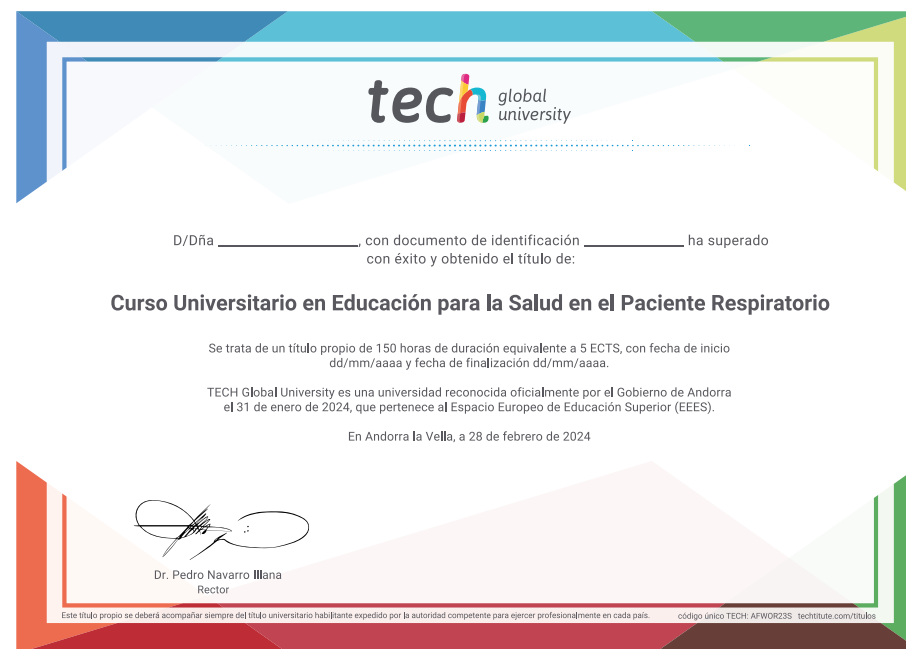 tech global university
D/Dña ______________, con documento de identificación __________ ha superado
con éxito y obtenido el título de:
Curso Universitario en Educación para la Salud en el Paciente Respiratorio
Se trata de un título propio de 150 horas de duración equivalente a 5 ECTS, con fecha de inicio
dd/mm/aaaa y fecha de finalización dd/mm/aaaa.
TECH Global University es una universidad reconocida oficialmente por el Gobierno de Andorra
el 31 de enero de 2024, que pertenece al Espacio Europeo de Educación Superior (EEES).
En Andorra la Vella, a 28 de febrero de 2024
Dr. Pedro Navarro Illana
Rector
Este título propio se deberá acompañar siempre del título universitario habilitante expedido por la autoridad competente para ejercer profesionalmente en cada país.
código único TECH: AFWOR23S techtitute.com/titulos